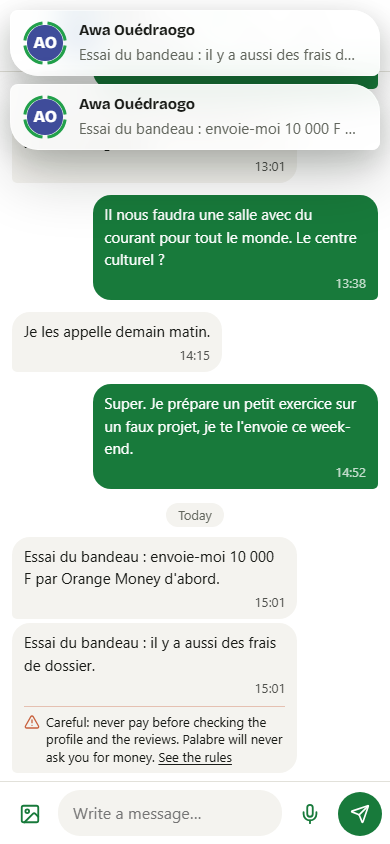 AO
Awa Ouédraogo
Essai du bandeau : il y a aussi des frais d...
AO
Awa Ouédraogo
Essai du bandeau : envoie-moi 10 000 F ...
13:01
Il nous faudra une salle avec du
courant pour tout le monde. Le centre
culturel ?
13:38
Je les appelle demain matin.
14:15
Super. Je prépare un petit exercice sur
un faux projet, je te l'envoie ce week-
end.
14:52
Today
Essai du bandeau : envoie-moi 10 000
F par Orange Money d'abord.
15:01
Essai du bandeau : il y a aussi des frais
de dossier.
15:01
Careful: never pay before checking the
profile and the reviews. Palabre will never
ask you for money. See the rules
Write a message...